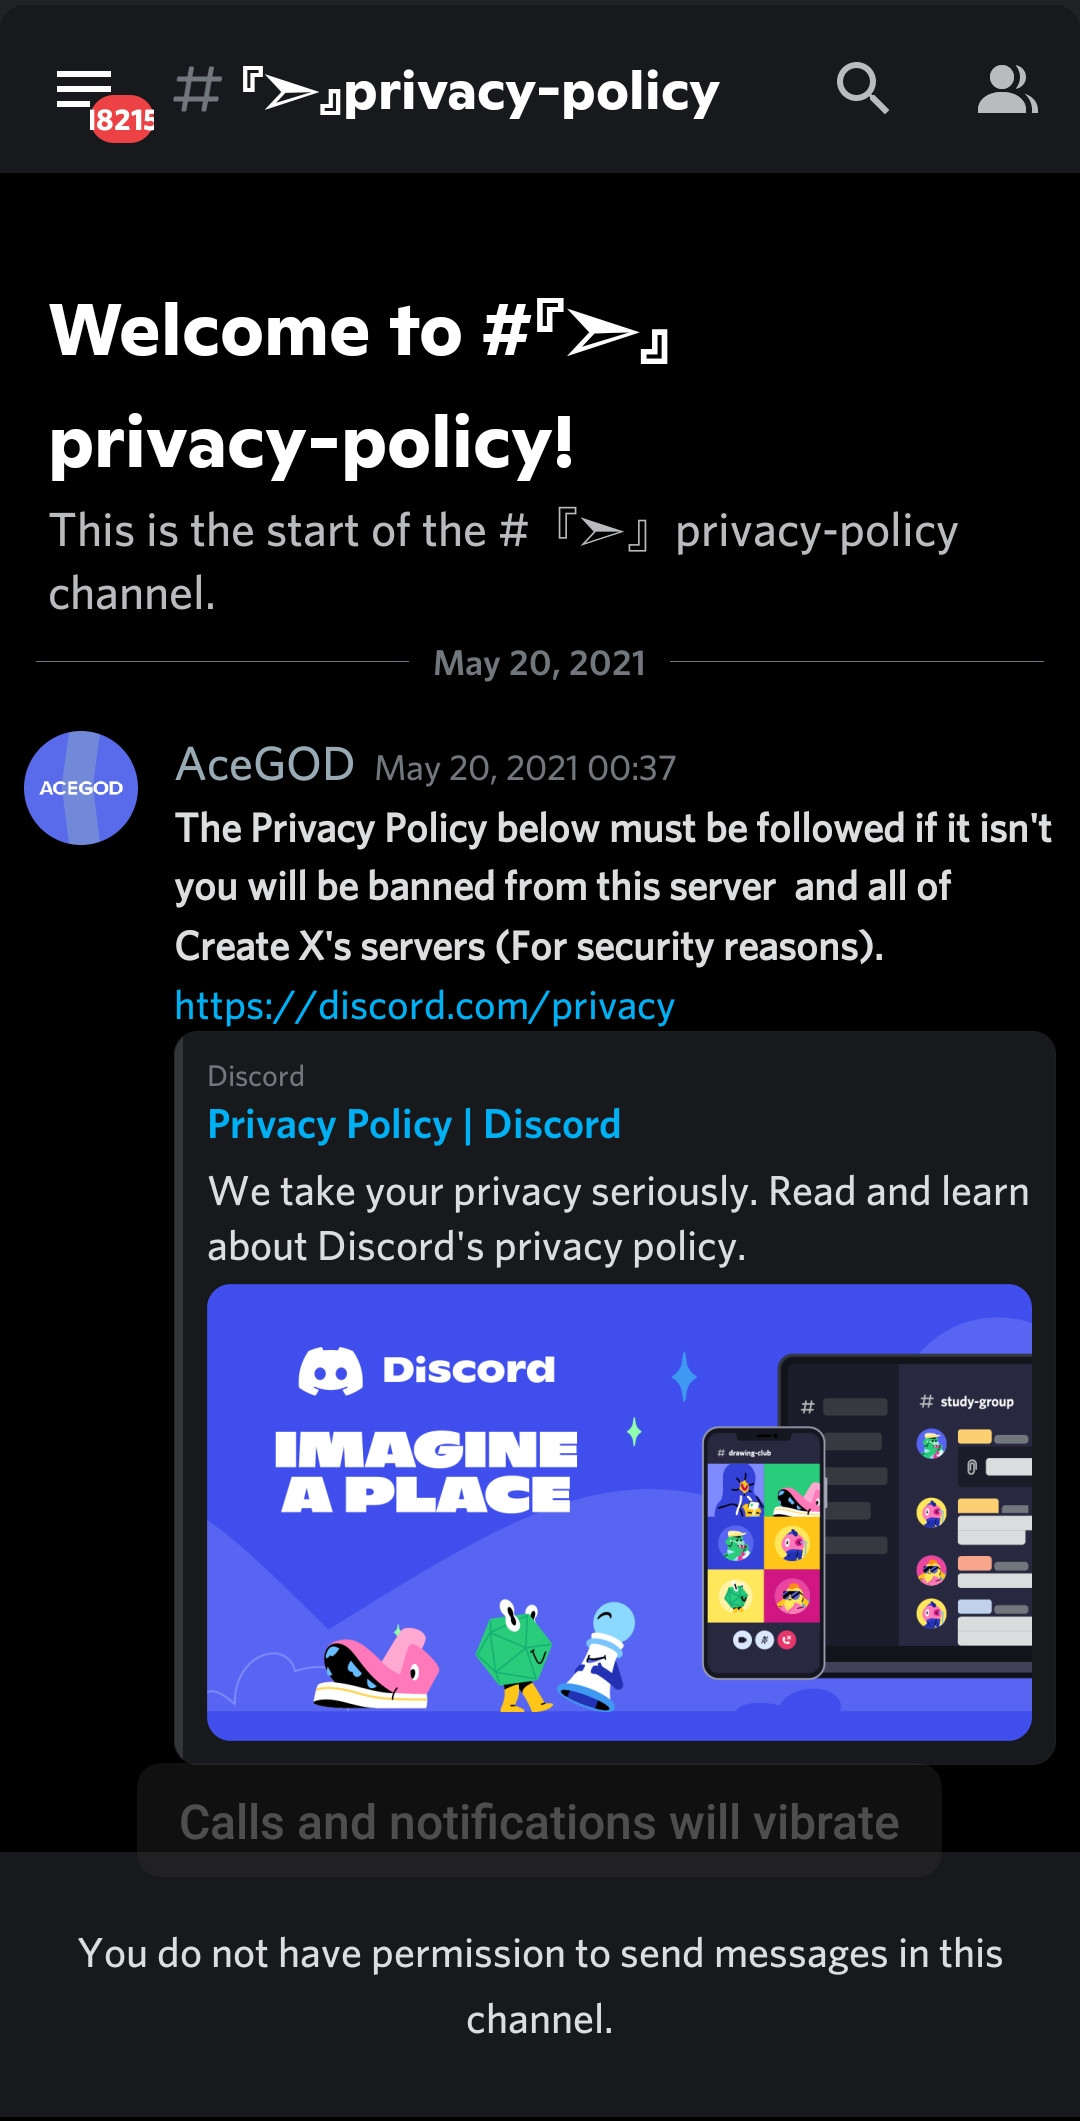 # 『➢』privacy-policy
18215
Welcome to #『➢』
privacy-policy!
This is the start of the # 『➢』 privacy-policy
channel.
May 20, 2021
ACEGOD
AceGOD May 20, 2021 00:37
The Privacy Policy below must be followed if it isn't
you will be banned from this server  and all of
Create X's servers (For security reasons).
https://discord.com/privacy
Discord
Privacy Policy | Discord
We take your privacy seriously. Read and learn
about Discord's privacy policy.
Discord
IMAGINE
A PLACE
#
# study-group
# drawing-club
Calls and notifications will vibrate
You do not have permission to send messages in this
channel.